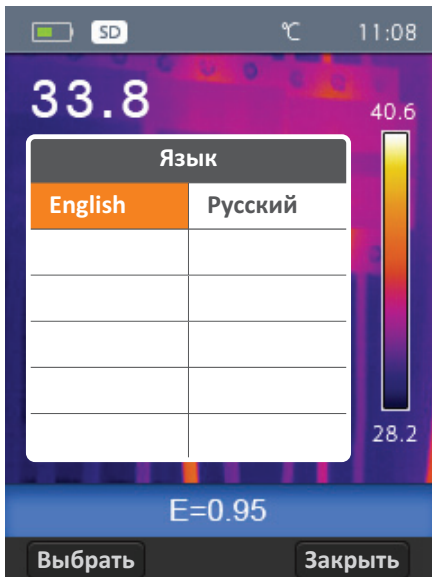 SD ℃ 11:08
33.8
40.6
Язык
English Русский
28.2
E=0.95
Выбрать Закрыть